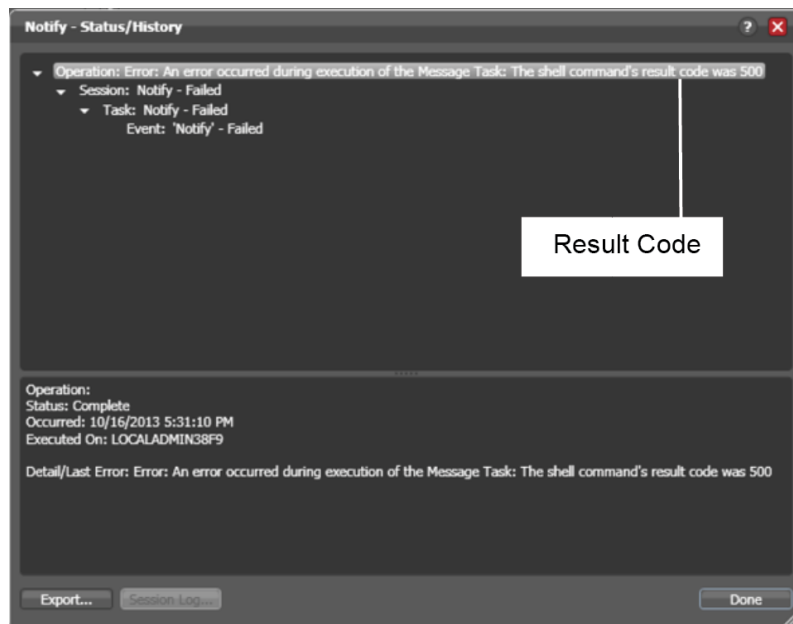 Notify - Status/History
?
Operation: Error: An error occurred during execution of the Message Task: The shell command's result code was 500
Session: Notify - Failed
Task: Notify - Failed
Event: 'Notify' - Failed
Result Code
Operation:
Status: Complete
Occurred: 10/16/2013 5:31:10 PM
Executed On: LOCALADMIN38F9
Detail/Last Error: Error: An error occurred during execution of the Message Task: The shell command's result code was 500
Export... Session Log... Done